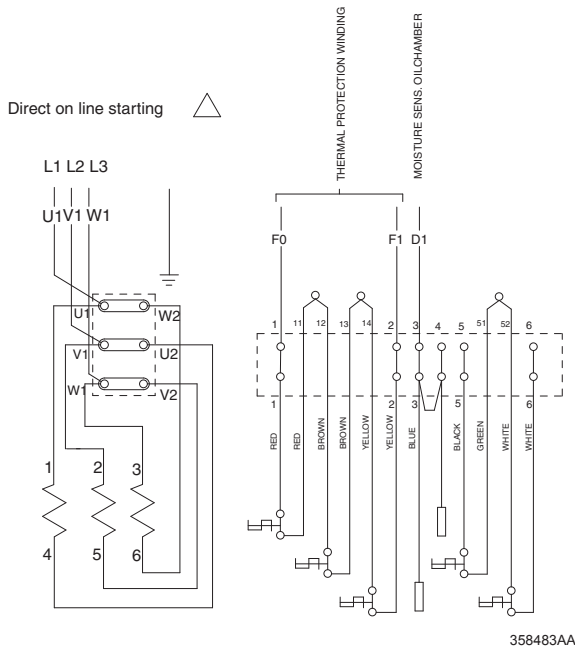 THERMAL PROTECTION WINDING
MOISTURE SENS. OILCHAMBER
Direct on line starting
L1 L2 L3
U1 V1 W1
F0 F1 D1
U1 W2
V1 U2
W1 V2
1 11 12 13 14 2 3 4 5 51 52 6
1 2 3 5 6
RED RED BROWN BROWN YELLOW YELLOW BLUE BLACK GREEN WHITE WHITE
1 2 3
4 5 6
358483AA